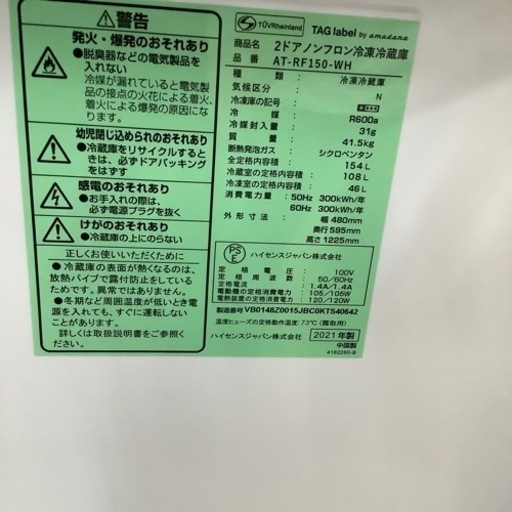 警告
発火・爆発のおそれあり
●脱臭器などの電気製品を
入れない
冷媒が漏れていると電気製品
の接点の火花による着火、
着火により爆発の原因にな
ります。
幼児閉じ込められのおそれあり
●冷蔵庫をリサイクルするとき
は、必ずドアパッキング
をはずす
感電のおそれあり
●お手入れの際は、
必ず電源プラグを抜く
けがのおそれあり
●冷蔵庫の上にのらない
正しくお使いいただくために
●冷蔵庫の表面が熱くなるのは、
放熱パイプで露付防止をしてい
るためです。異常ではありません。
●冬期など周囲温度が低いとき電
源を入れても、すぐに運転しない
ことがあります。
詳しくは取扱説明書をご参照く
ださい。
TÜVRheinland
TAG label by amadana
商品名 2ドアノンフロン冷凍冷蔵庫
AT-RF150-WH
種類: 冷凍冷蔵庫
気候区分: N
冷凍庫の記号:
冷媒: R600a
冷媒封入量: 31g
質量: 41.5kg
断熱発泡ガス: シクロペンタン
全定格内容積: 154L
冷蔵室の定格内容積: 108L
冷凍室の定格内容積: 46L
消費電力量: 50Hz 300kWh/年
60Hz 300kWh/年
外形寸法: 幅 480mm
奥行 595mm
高さ 1225mm
PSE
ハイセンスジャパン株式会社
定格電圧: 100V
定格周波数: 50/60Hz
定格電流: 1.4A/1.4A
電動機の定格消費電力: 105/105W
電熱装置の定格消費電力: 120/120W
製造番号 VB0148Z0015JBC0KTS40642
温度ヒューズの定格動作温度: 73℃(霜取用)
ハイセンスジャパン株式会社
2021年製
中国製
4182280-B